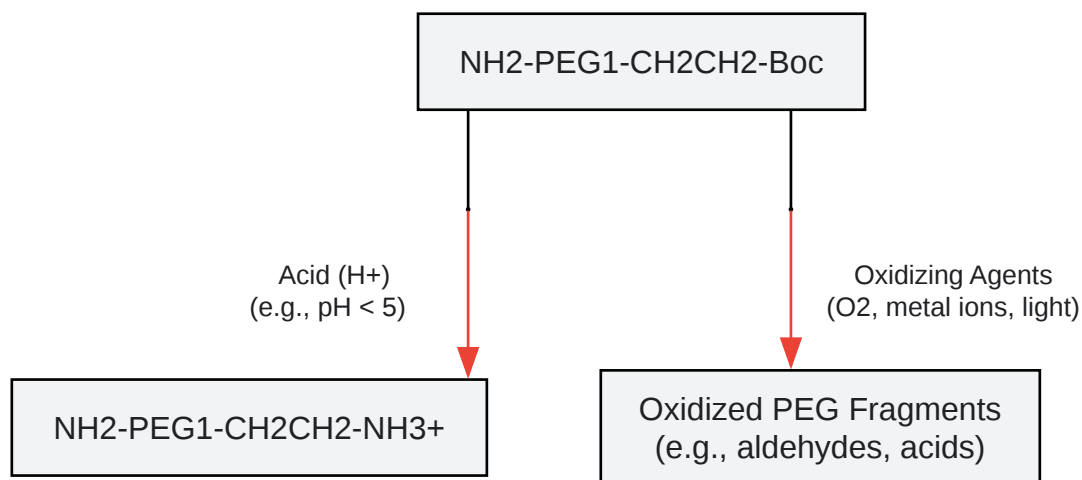 NH2-PEG1-CH2CH2-Boc
Acid (H+)
(e.g., pH < 5)
Oxidizing Agents
(O2, metal ions, light)
NH2-PEG1-CH2CH2-NH3+
Oxidized PEG Fragments
(e.g., aldehydes, acids)